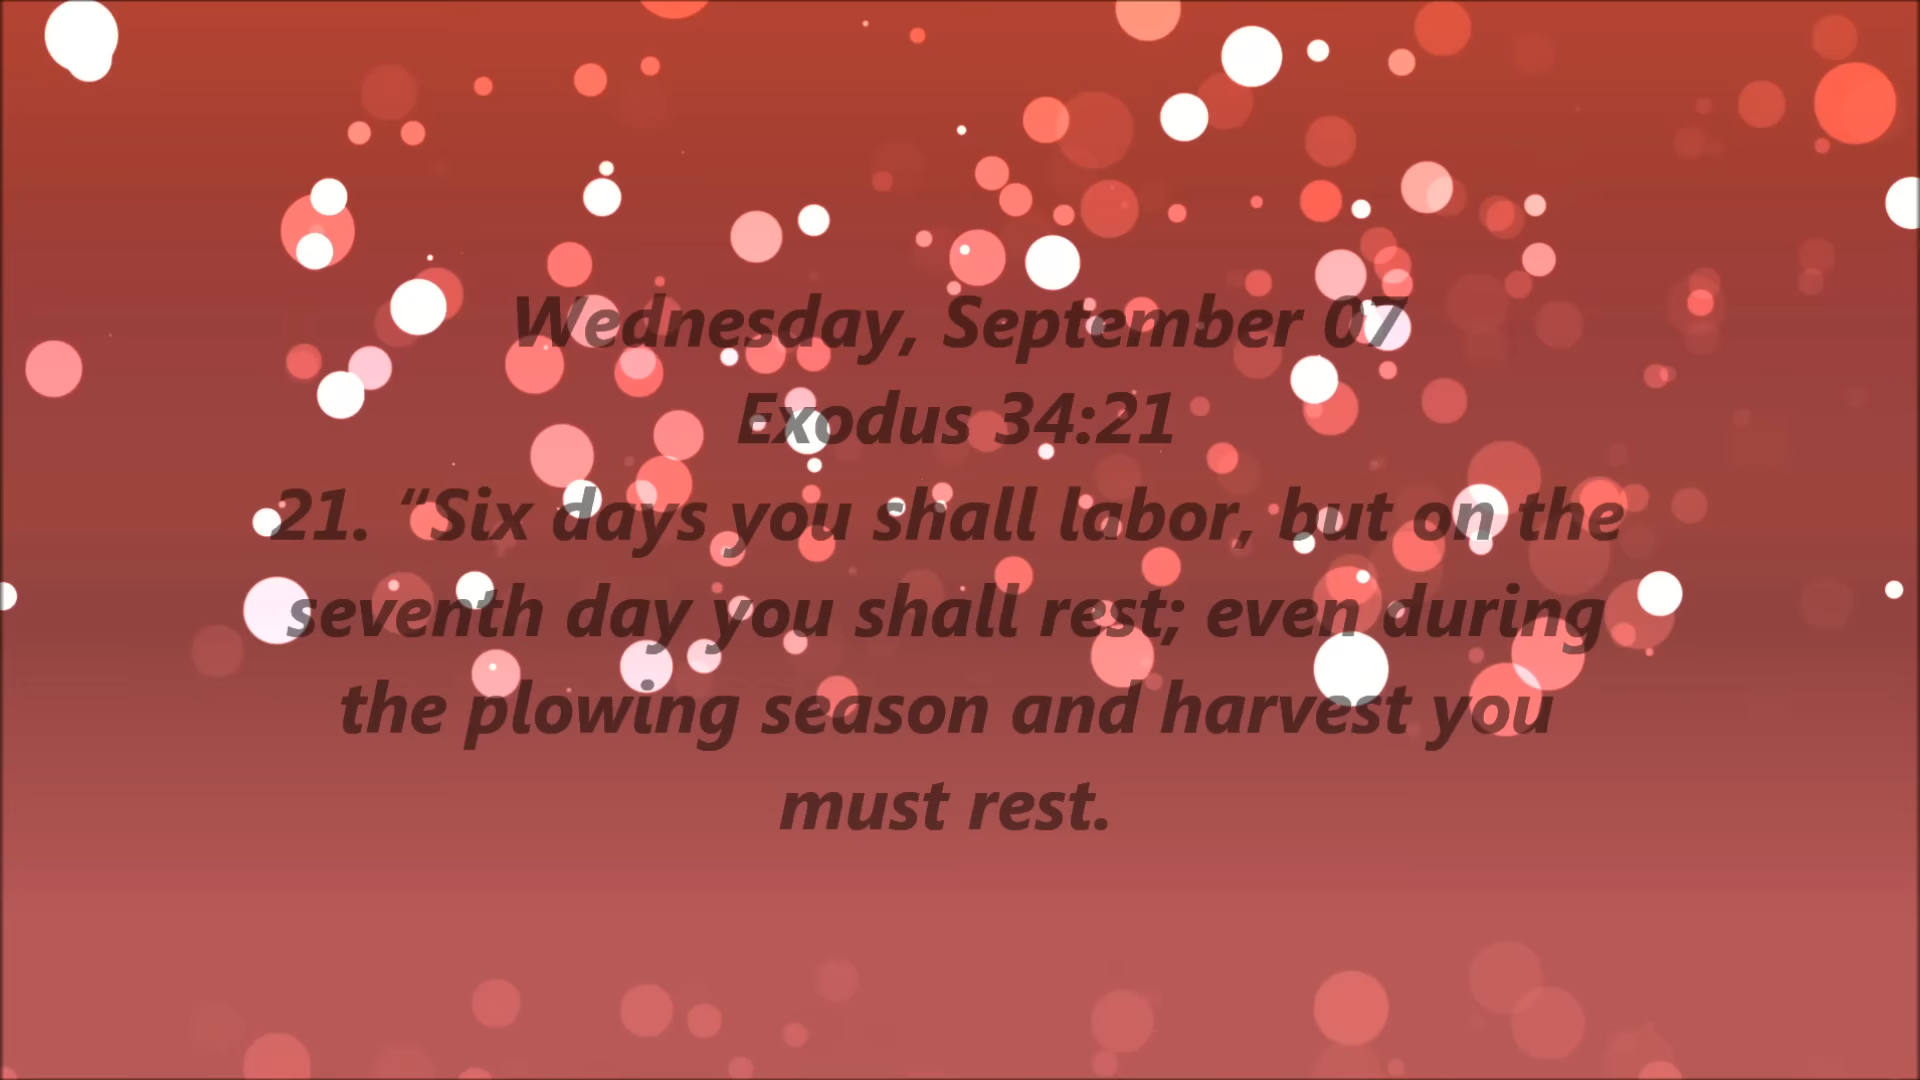 Wednesday, September 07
Exodus 34:21
21. “Six days you shall labor, but on the
seventh day you shall rest; even during
the plowing season and harvest you
must rest.